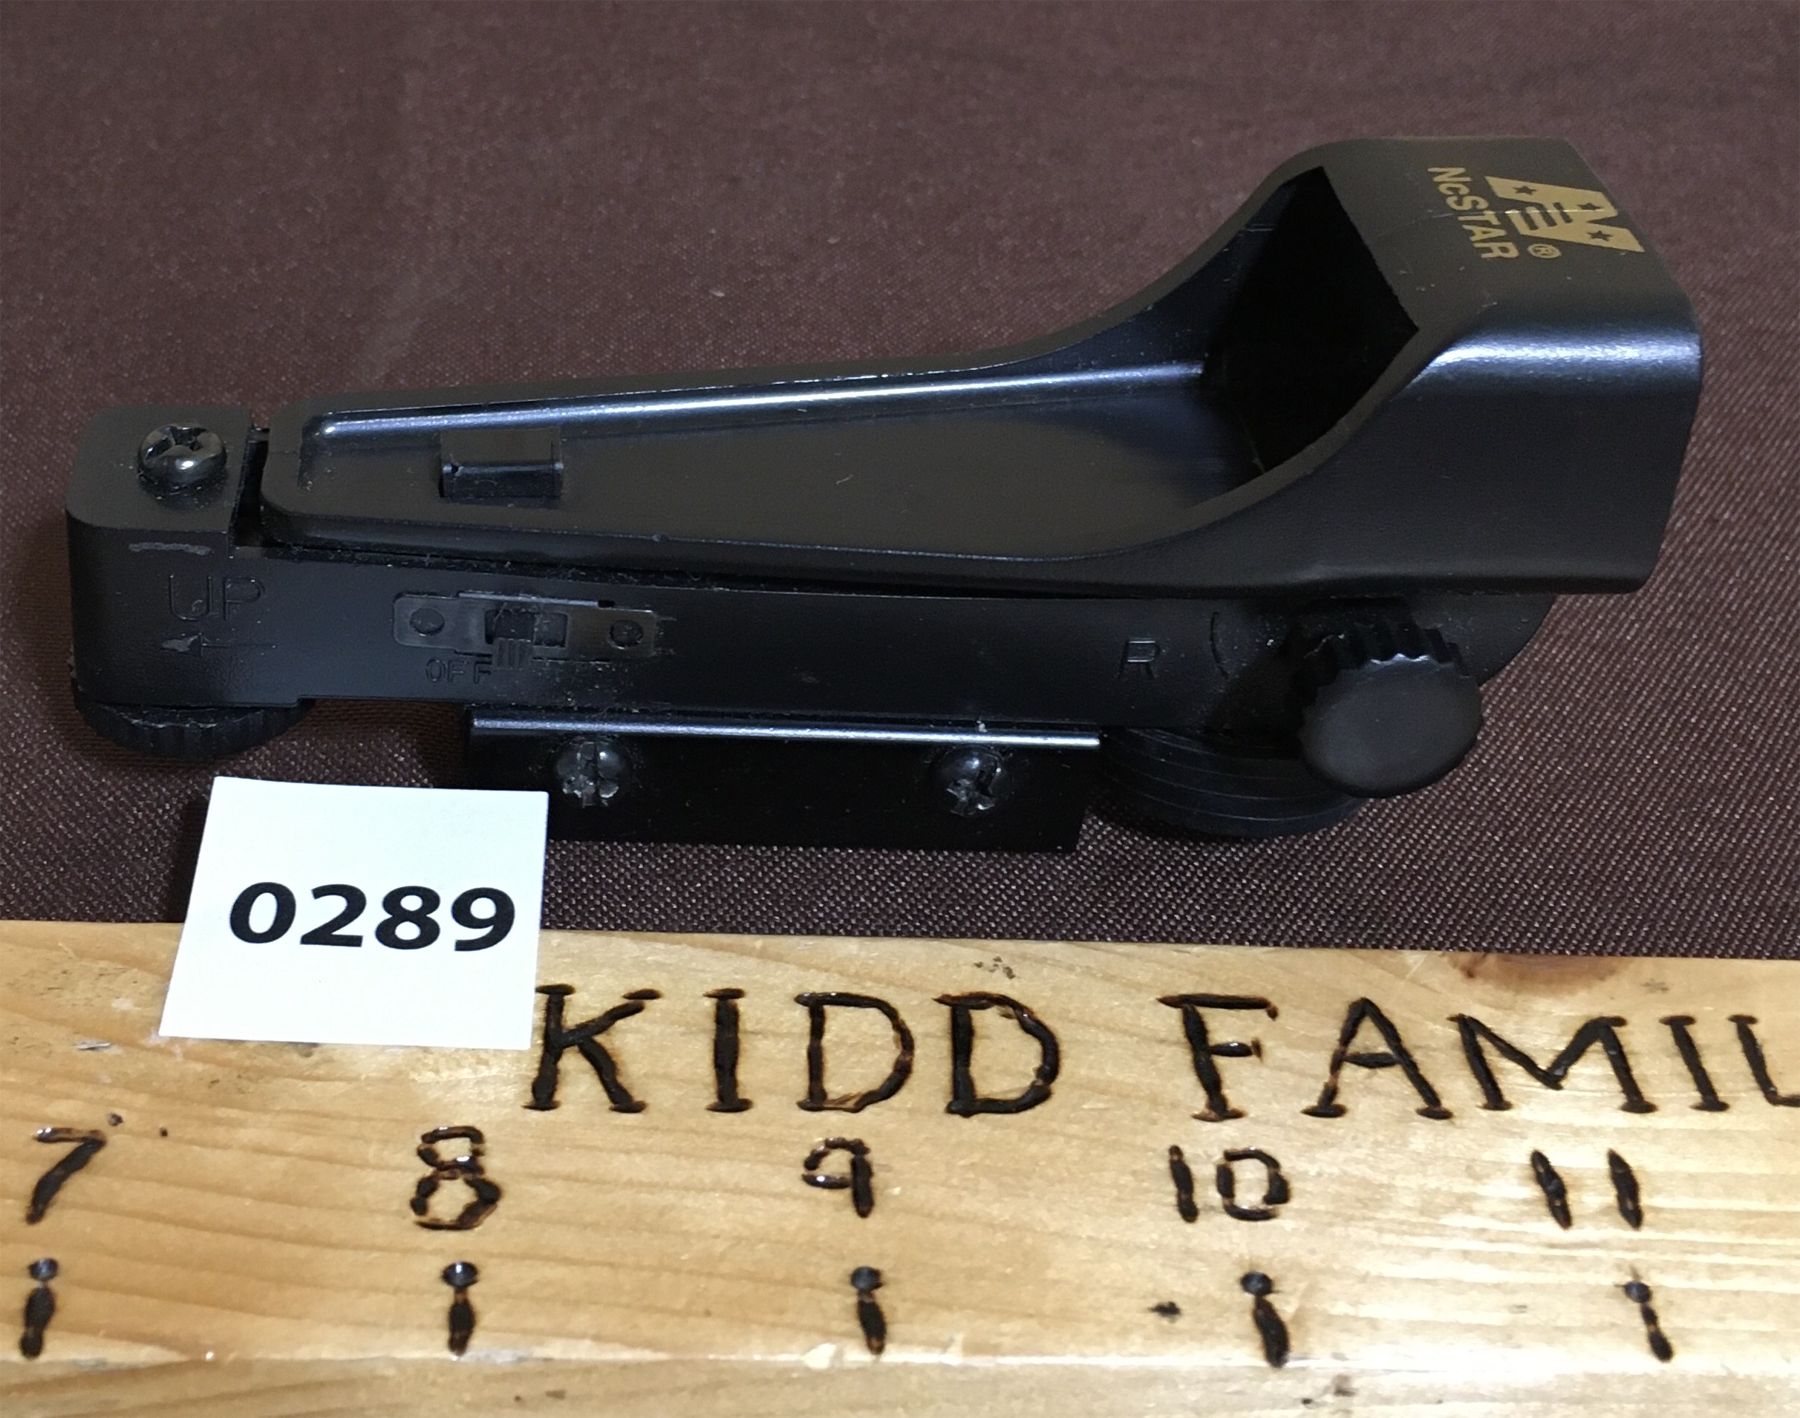 NcSTAR®
UP
OFF
R
0289
KIDD FAMIL
7 8 9 10 11